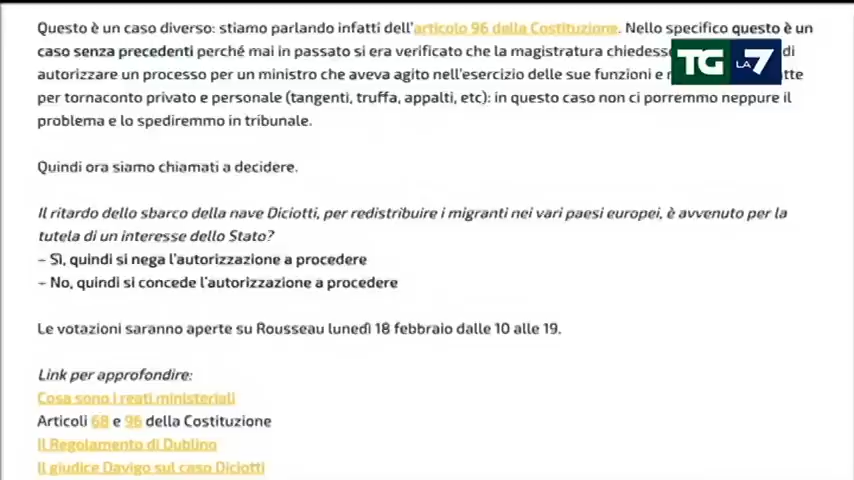 Questo è un caso diverso: stiamo parlando infatti dell'articolo 96 della Costituzione. Nello specifico questo è un
caso senza precedenti perché mai in passato si era verificato che la magistratura chiedesse di
autorizzare un processo per un ministro che aveva agito nell'esercizio delle sue funzioni e
per tornaconto privato e personale (tangenti, truffa, appalti, etc): in questo caso non ci porremmo neppure il
problema e lo spediremmo in tribunale.
TG LA7
Quindi ora siamo chiamati a decidere.
Il ritardo dello sbarco della nave Diciotti, per redistribuire i migranti nei vari paesi europei, è avvenuto per la
tutela di un interesse dello Stato?
– Sì, quindi si nega l'autorizzazione a procedere
– No, quindi si concede l'autorizzazione a procedere
Le votazioni saranno aperte su Rousseau lunedì 18 febbraio dalle 10 alle 19.
Link per approfondire:
Cosa sono i reati ministeriali
Articoli 68 e 96 della Costituzione
Il Regolamento di Dublino
Il giudice Davigo sul caso Diciotti